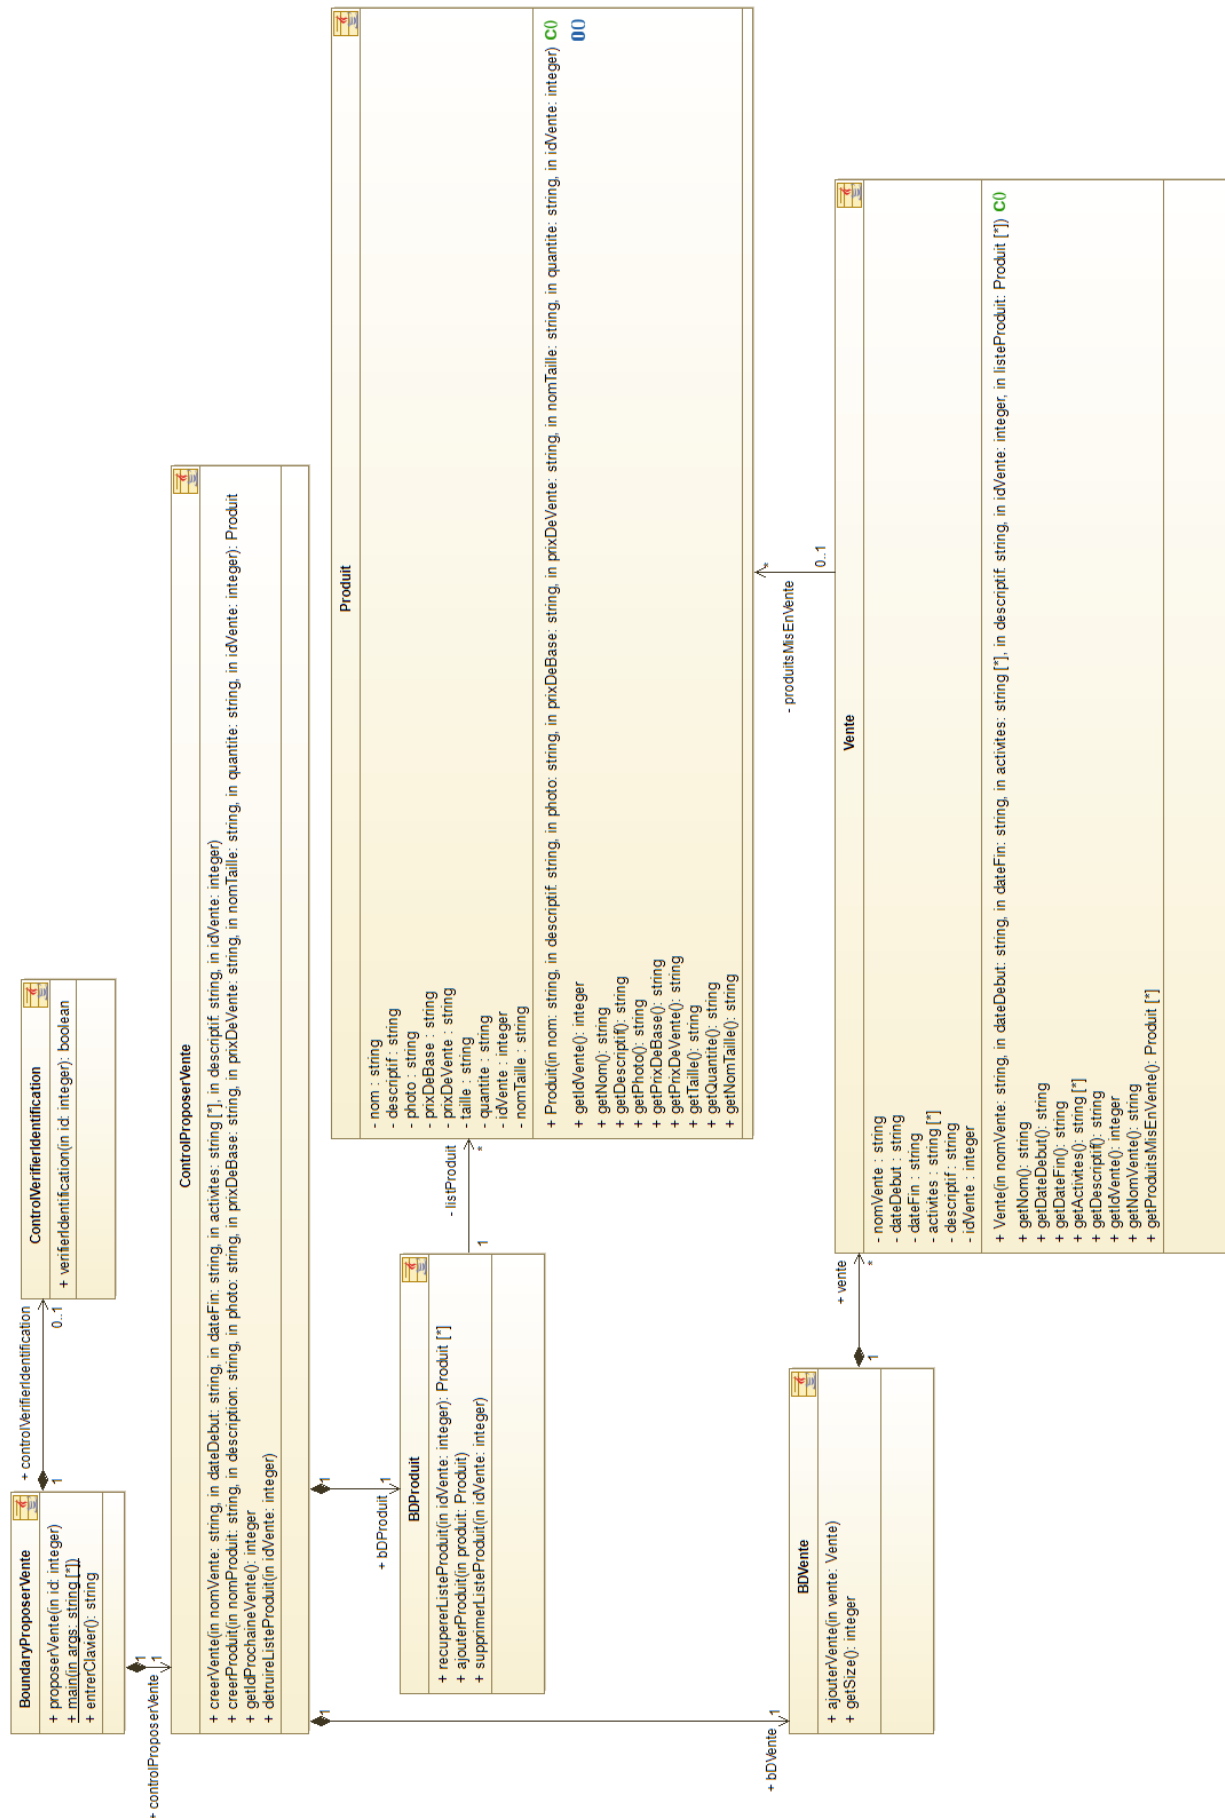 BoundaryProposerVente
+ proposerVente(in id: integer)
+ main(in args: string [*])
+ entrerClavier(): string
+ controlVerifierIdentification
1
0..1
ControlVerifierIdentification
+ verifierIdentification(in id: integer): boolean
1
+ controlProposerVente
1
ControlProposerVente
+ creerVente(in nomVente: string, in dateDebut: string, in dateFin: string, in activites: string [*], in descriptif: string, in idVente: integer)
+ creerProduit(in nomProduit: string, in description: string, in photo: string, in prixDeBase: string, in prixDeVente: string, in nomTaille: string, in quantite: string, in idVente: integer): Produit
+ getIdProchaineVente(): integer
+ detruireListeProduit(in idVente: integer)
1
+ bDVente
1
1
+ bDProduit
1
BDProduit
+ recupererListeProduit(in idVente: integer): Produit [*]
+ ajouterProduit(in produit: Produit)
+ supprimerListeProduit(in idVente: integer)
1
- listProduit
*
Produit
- nom : string
- descriptif : string
- photo : string
- prixDeBase : string
- prixDeVente : string
- taille : string
- quantite : string
- idVente : integer
- nomTaille : string
+ Produit(in nom: string, in descriptif: string, in photo: string, in prixDeBase: string, in prixDeVente: string, in nomTaille: string, in quantite: string, in idVente: integer) C()
O()
+ getIdVente(): integer
+ getNom(): string
+ getDescriptif(): string
+ getPhoto(): string
+ getPrixDeBase(): string
+ getPrixDeVente(): string
+ getTaille(): string
+ getQuantite(): string
+ getNomTaille(): string
*
- produitsMisEnVente
0..1
BDVente
+ ajouterVente(in vente: Vente)
+ getSize(): integer
1
+ vente
*
Vente
- nomVente : string
- dateDebut : string
- dateFin : string
- activites : string [*]
- descriptif : string
- idVente : integer
+ Vente(in nomVente: string, in dateDebut: string, in dateFin: string, in activites: string [*], in descriptif: string, in idVente: integer, in listeProduit: Produit [*]) C()
+ getNom(): string
+ getDateDebut(): string
+ getDateFin(): string
+ getActivites(): string [*]
+ getDescriptif(): string
+ getIdVente(): integer
+ getNomVente(): string
+ getProduitsMisEnVente(): Produit [*]